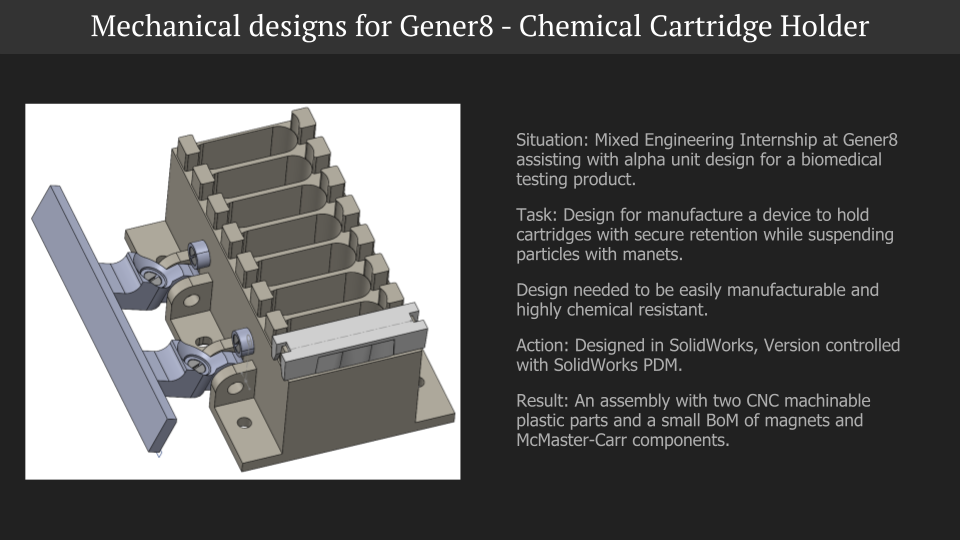 Mechanical designs for Gener8 - Chemical Cartridge Holder
Situation: Mixed Engineering Internship at Gener8
assisting with alpha unit design for a biomedical
testing product.
Task: Design for manufacture a device to hold
cartridges with secure retention while suspending
particles with manets.
Design needed to be easily manufacturable and
highly chemical resistant.
Action: Designed in SolidWorks, Version controlled
with SolidWorks PDM.
Result: An assembly with two CNC machinable
plastic parts and a small BoM of magnets and
McMaster-Carr components.